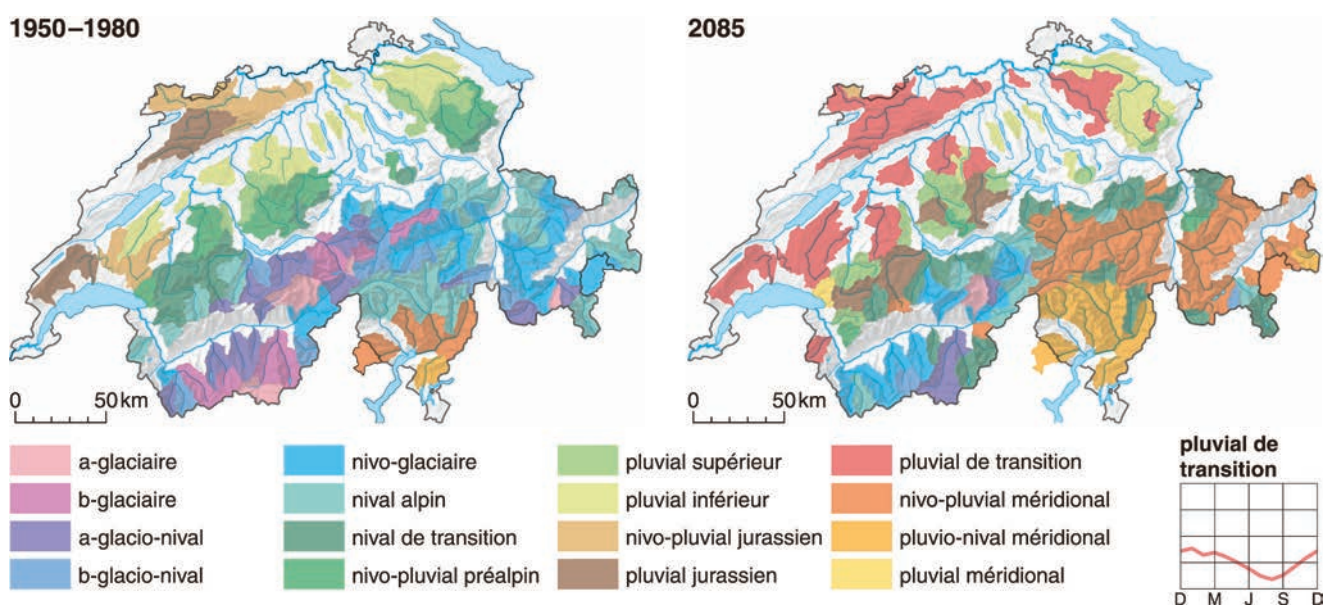 1950–1980
2085
0 50 km
0 50 km
a-glaciaire
b-glaciaire
a-glacio-nival
b-glacio-nival
nivo-glaciaire
nival alpin
nival de transition
nivo-pluvial préalpin
pluvial supérieur
pluvial inférieur
nivo-pluvial jurassien
pluvial jurassien
pluvial de transition
nivo-pluvial méridional
pluvio-nival méridional
pluvial méridional
pluvial de
transition
D M J S D